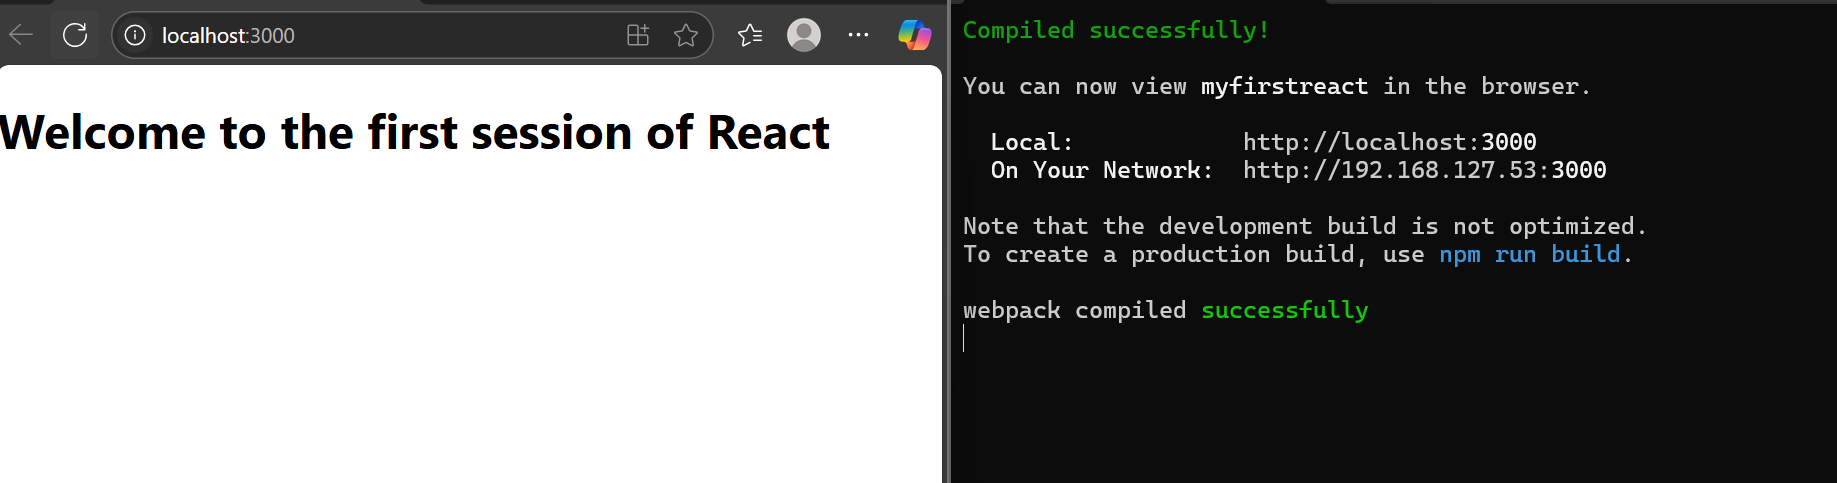 localhost:3000
Welcome to the first session of React
Compiled successfully!
You can now view myfirstreact in the browser.
Local: http://localhost:3000
On Your Network: http://192.168.127.53:3000
Note that the development build is not optimized.
To create a production build, use npm run build.
webpack compiled successfully